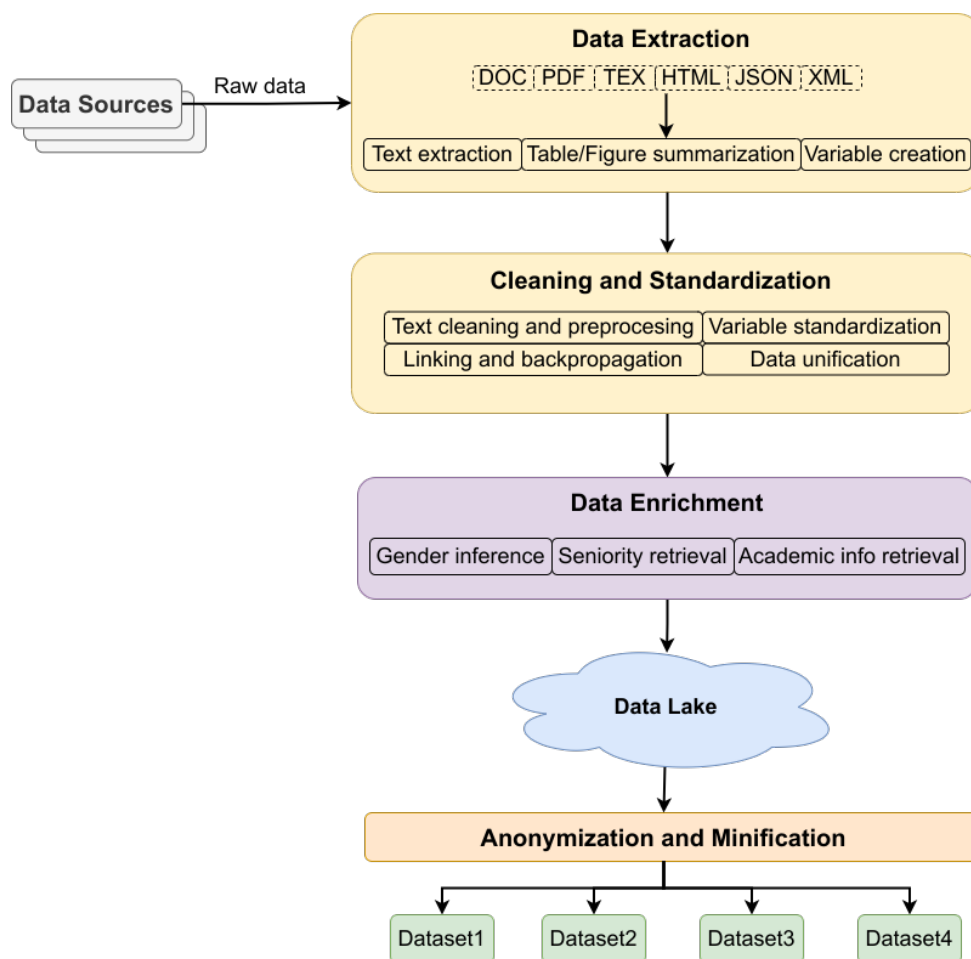 Data Extraction
DOC PDF TEX HTML JSON XML
Data Sources
Raw data
Text extraction Table/Figure summarization Variable creation
Cleaning and Standardization
Text cleaning and preprocesing Variable standardization
Linking and backpropagation Data unification
Data Enrichment
Gender inference Seniority retrieval Academic info retrieval
Data Lake
Anonymization and Minification
Dataset1 Dataset2 Dataset3 Dataset4